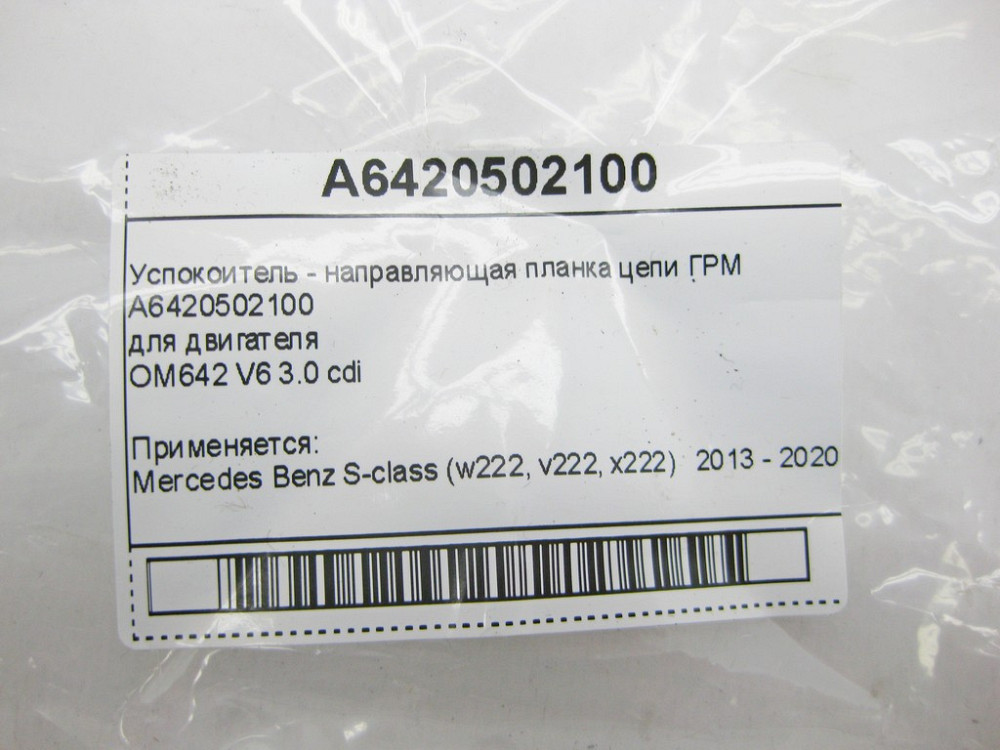 A6420502100
Успокоитель - направляющая планка цепи ГРМ
A6420502100
для двигателя
OM642 V6 3.0 cdi
Применяется:
Mercedes Benz S-class (w222, v222, x222) 2013 - 2020